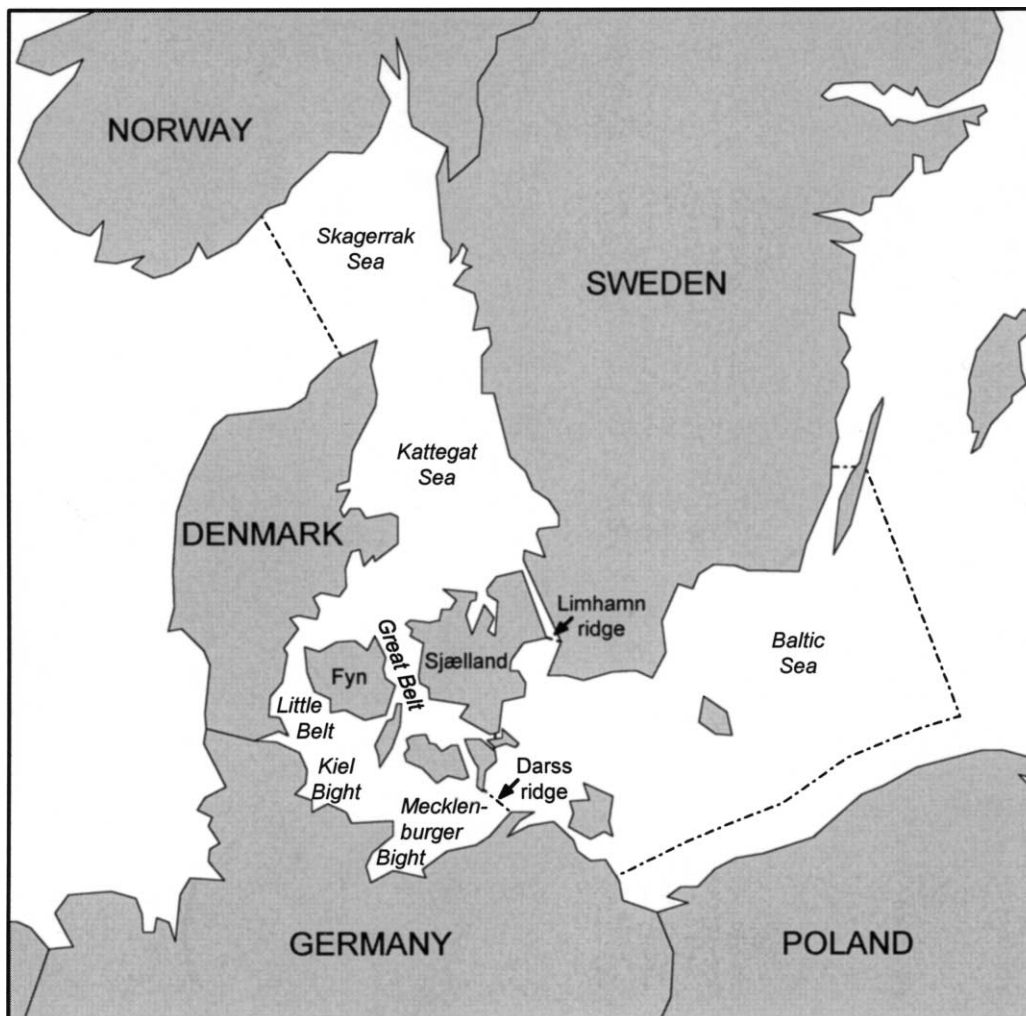 NORWAY
Skagerrak
Sea
SWEDEN
Kattegat
Sea
DENMARK
Limhamn
ridge
Great Belt
Sjælland
Fyn
Baltic
Sea
Little
Belt
Kiel
Bight
Darss
ridge
Mecklen-
burger
Bight
GERMANY
POLAND